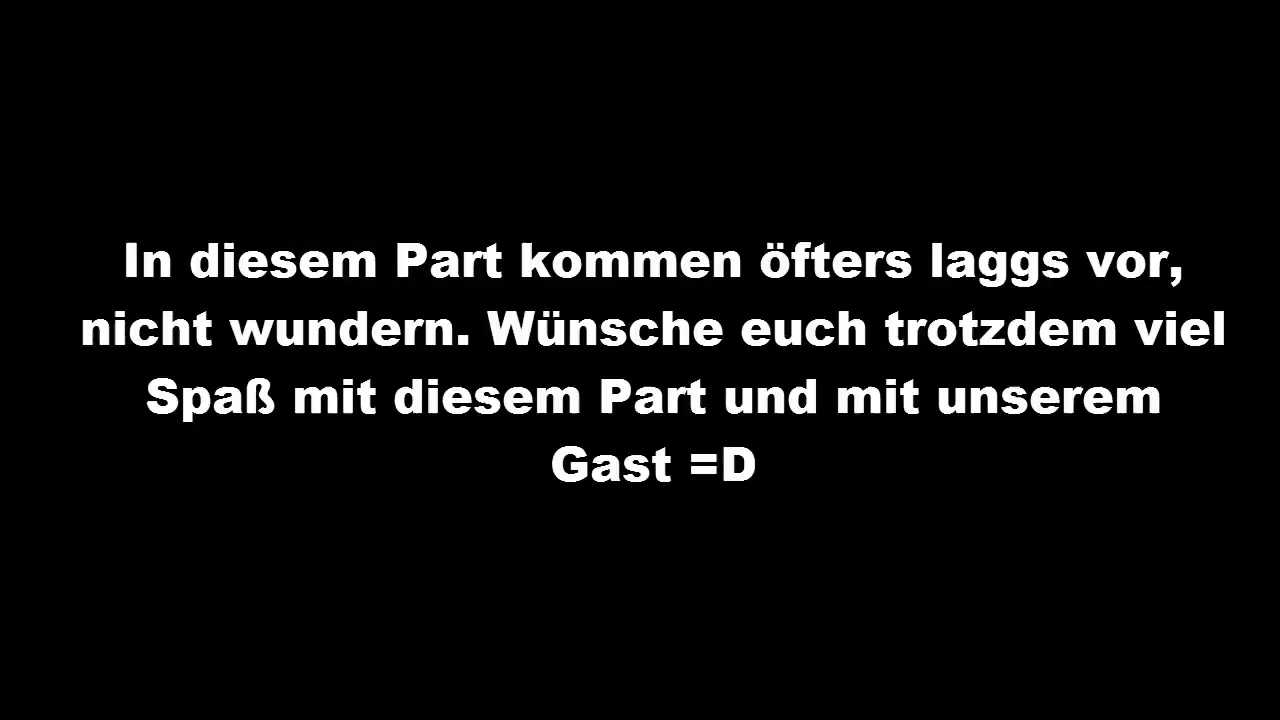 In diesem Part kommen öfters laggs vor,
nicht wundern. Wünsche euch trotzdem viel
Spaß mit diesem Part und mit unserem
Gast =D